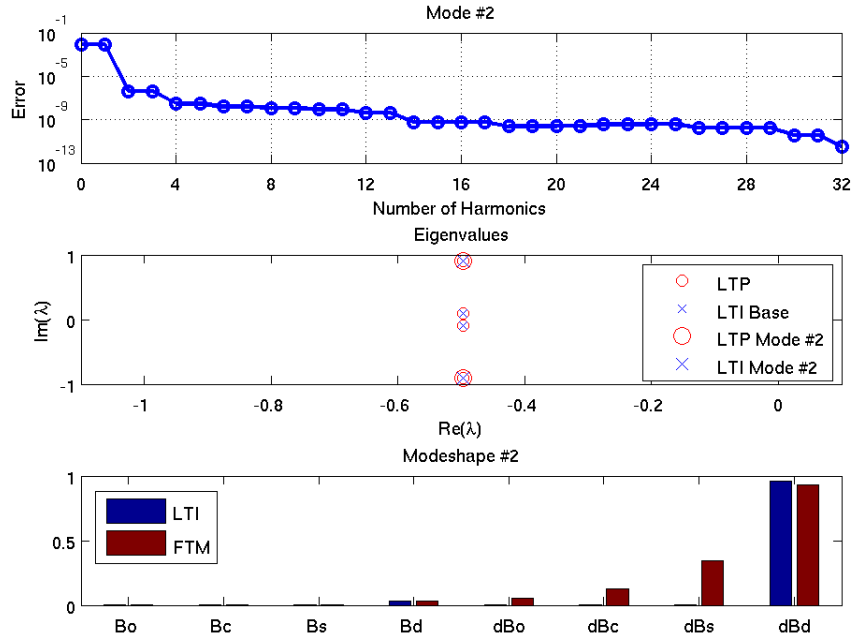 Mode #2
10^-1
10^-5
10^-9
10^-13
Error
0 4 8 12 16 20 24 28 32
Number of Harmonics
Eigenvalues
1
0
-1
Im(λ)
LTP
LTI Base
LTP Mode #2
LTI Mode #2
-1 -0.8 -0.6 -0.4 -0.2 0
Re(λ)
Modeshape #2
1
0.5
0
LTI
FTM
Bo Bc Bs Bd dBo dBc dBs dBd